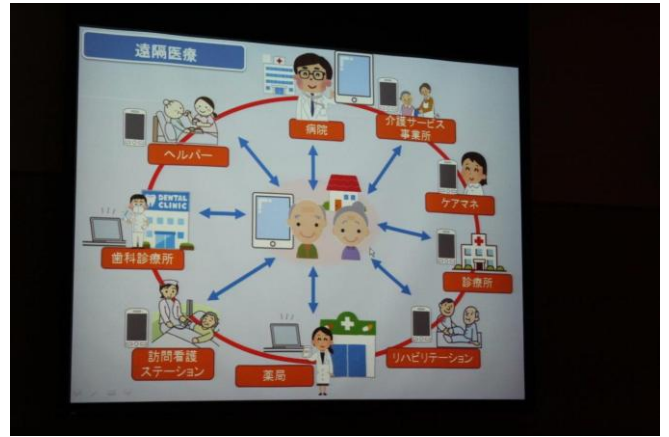 遠隔医療
病院
介護サービス
事業所
ヘルパー
ケアマネ
DENTAL
CLINIC
歯科診療所
診療所
訪問看護
ステーション
薬局
リハビリテーション